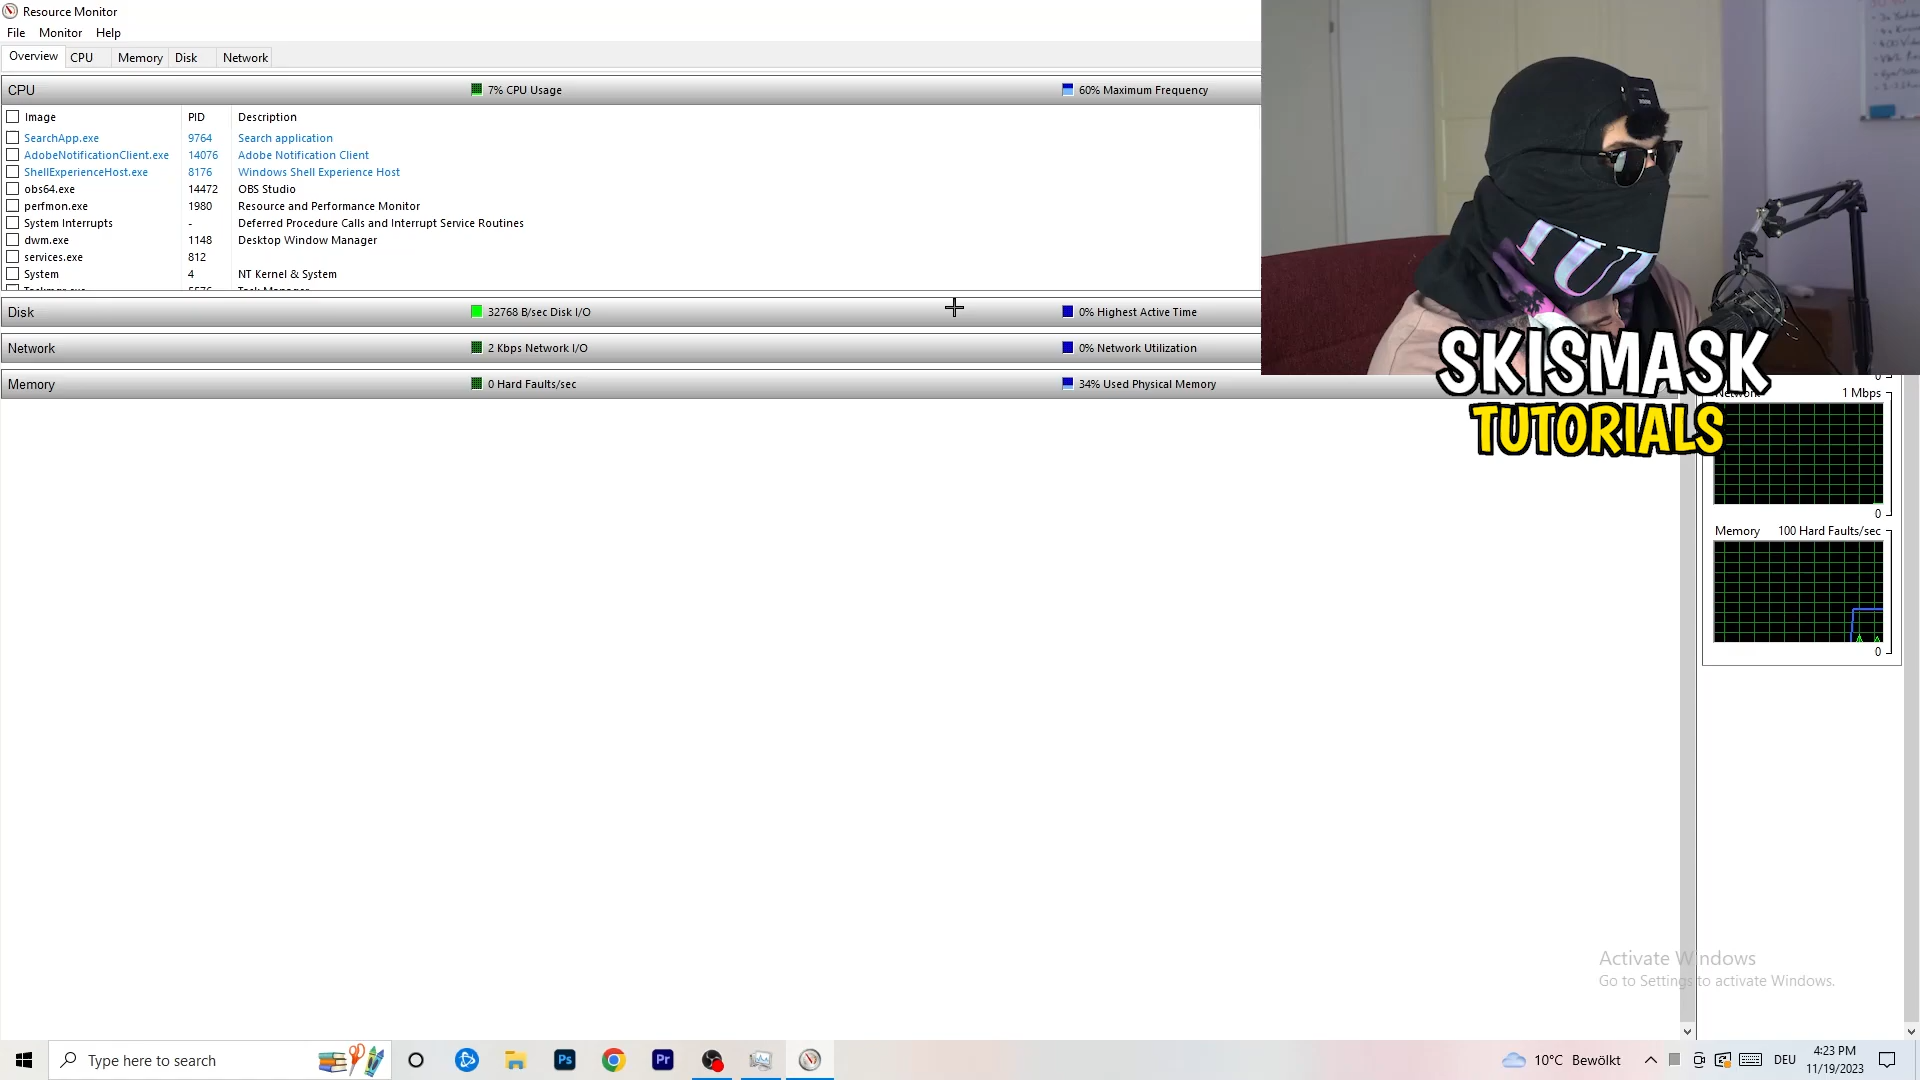 Resource Monitor
File Monitor Help
Overview CPU Memory Disk Network
CPU 7% CPU Usage 60% Maximum Frequency
Image PID Description
SearchApp.exe 9764 Search application
AdobeNotificationClient.exe 14076 Adobe Notification Client
ShellExperienceHost.exe 8176 Windows Shell Experience Host
obs64.exe 14472 OBS Studio
perfmon.exe 1980 Resource and Performance Monitor
System Interrupts - Deferred Procedure Calls and Interrupt Service Routines
dwm.exe 1148 Desktop Window Manager
services.exe 812
System 4 NT Kernel & System
Disk 32768 B/sec Disk I/O 0% Highest Active Time
Network 2 Kbps Network I/O 0% Network Utilization
Memory 0 Hard Faults/sec 34% Used Physical Memory
SKISMASK
TUTORIALS
Network 1 Mbps
0
Memory 100 Hard Faults/sec
0
Activate Windows
Go to Settings to activate Windows.
Type here to search
Ps
Pr
10°C Bewölkt
DEU
4:23 PM
11/19/2023